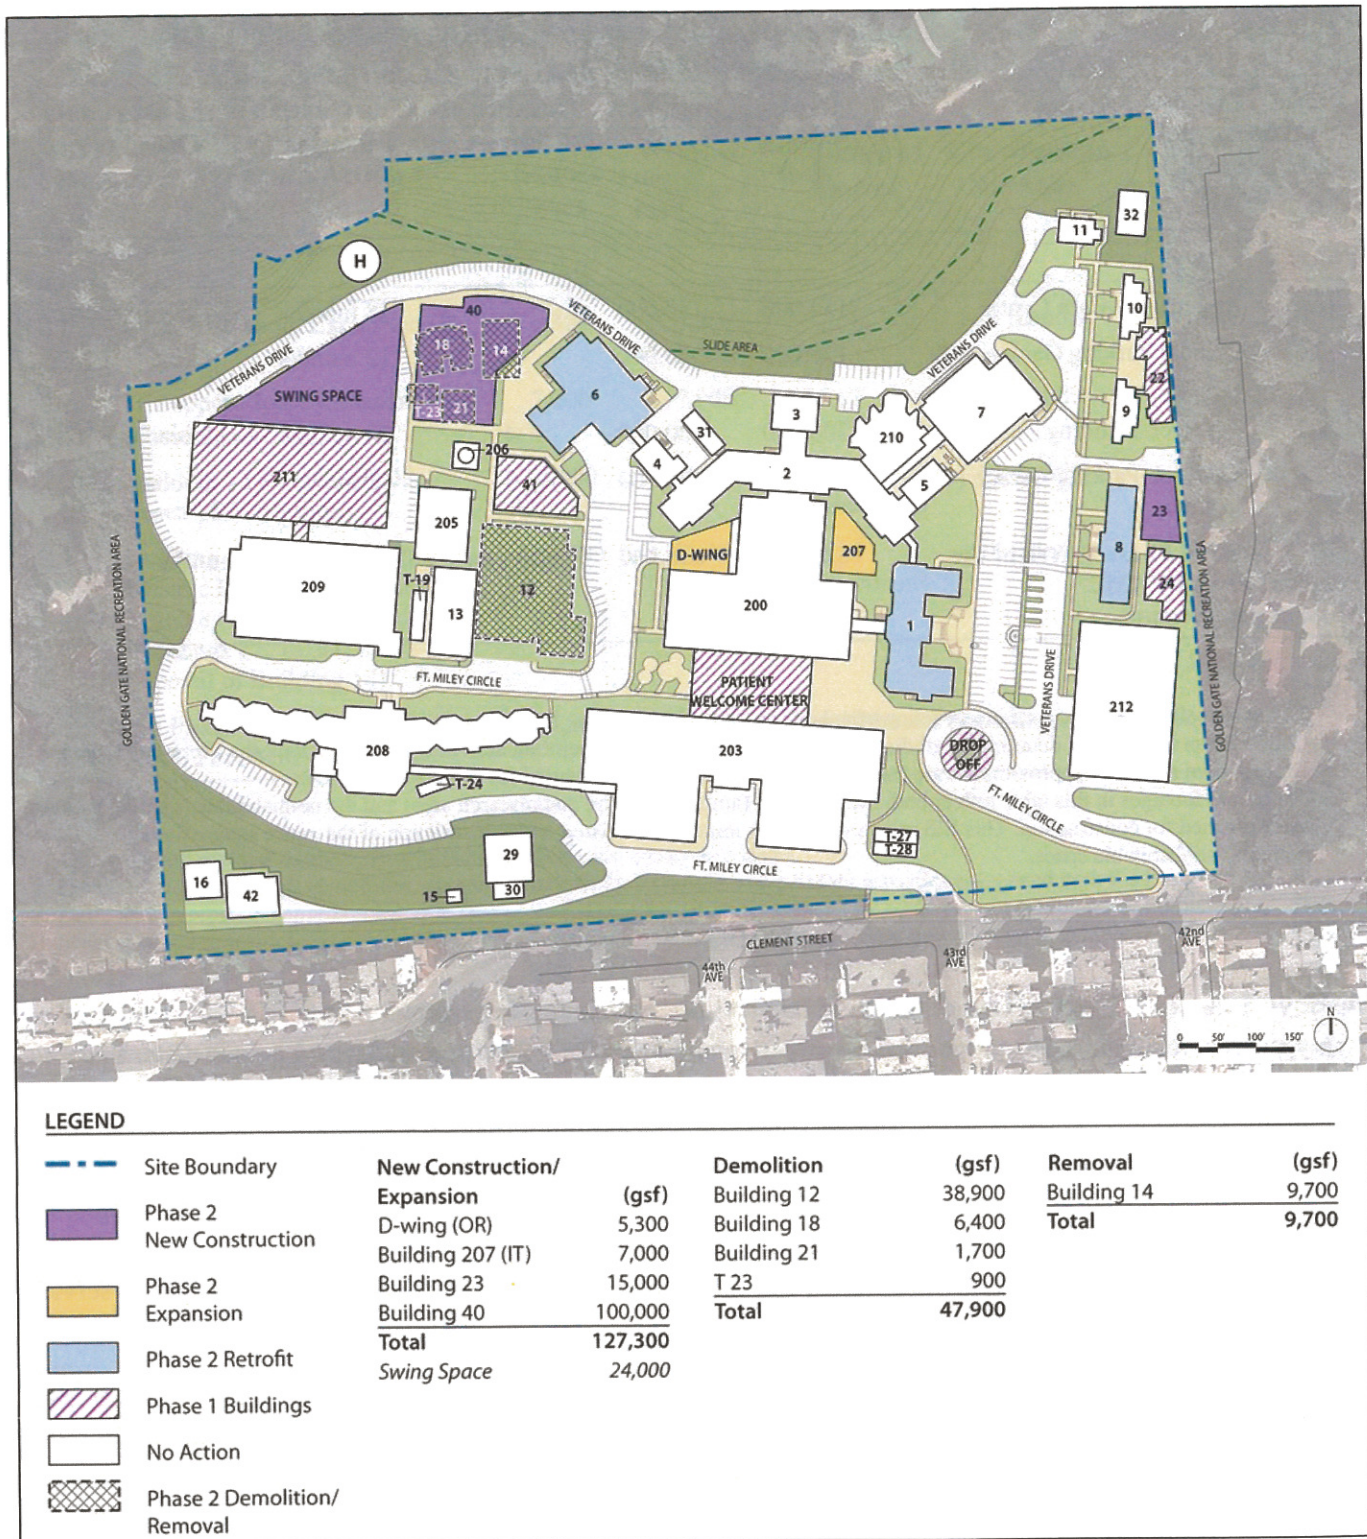 H
32
11
10
22
9
VETERANS DRIVE
VETERANS DRIVE
VETERANS DRIVE
SLIDE AREA
40
18
14
T-23
21
SWING SPACE
6
3
7
31
210
4
2
5
206
211
41
205
D-WING
207
23
8
24
GOLDEN GATE NATIONAL RECREATION AREA
GOLDEN GATE NATIONAL RECREATION AREA
209
T-19
13
12
200
1
FT. MILEY CIRCLE
PATIENT
WELCOME CENTER
VETERANS DRIVE
212
208
203
DROP
OFF
T-24
FT. MILEY CIRCLE
T-27
T-28
29
FT. MILEY CIRCLE
16
42
15
30
CLEMENT STREET
44th
AVE
43rd
AVE
42nd
AVE
N
0 50' 100' 150'
LEGEND
Site Boundary
Phase 2
New Construction
Phase 2
Expansion
Phase 2 Retrofit
Phase 1 Buildings
No Action
Phase 2 Demolition/
Removal
New Construction/
Expansion (gsf)
D-wing (OR) 5,300
Building 207 (IT) 7,000
Building 23 15,000
Building 40 100,000
Total 127,300
Swing Space 24,000
Demolition (gsf)
Building 12 38,900
Building 18 6,400
Building 21 1,700
T 23 900
Total 47,900
Removal (gsf)
Building 14 9,700
Total 9,700